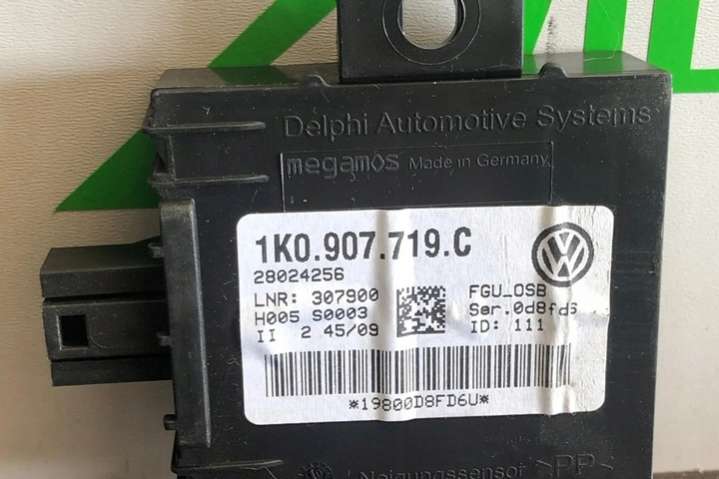 Delphi Automotive Systems
megamos Made in Germany
1K0.907.719.C
28024256
LNR: 307900
H005 S0003
II 2 45/09
FGU_OSB
Ser.0d8fd6
ID: 111
*19800D8FD6U*
Neigungssensor >PP<